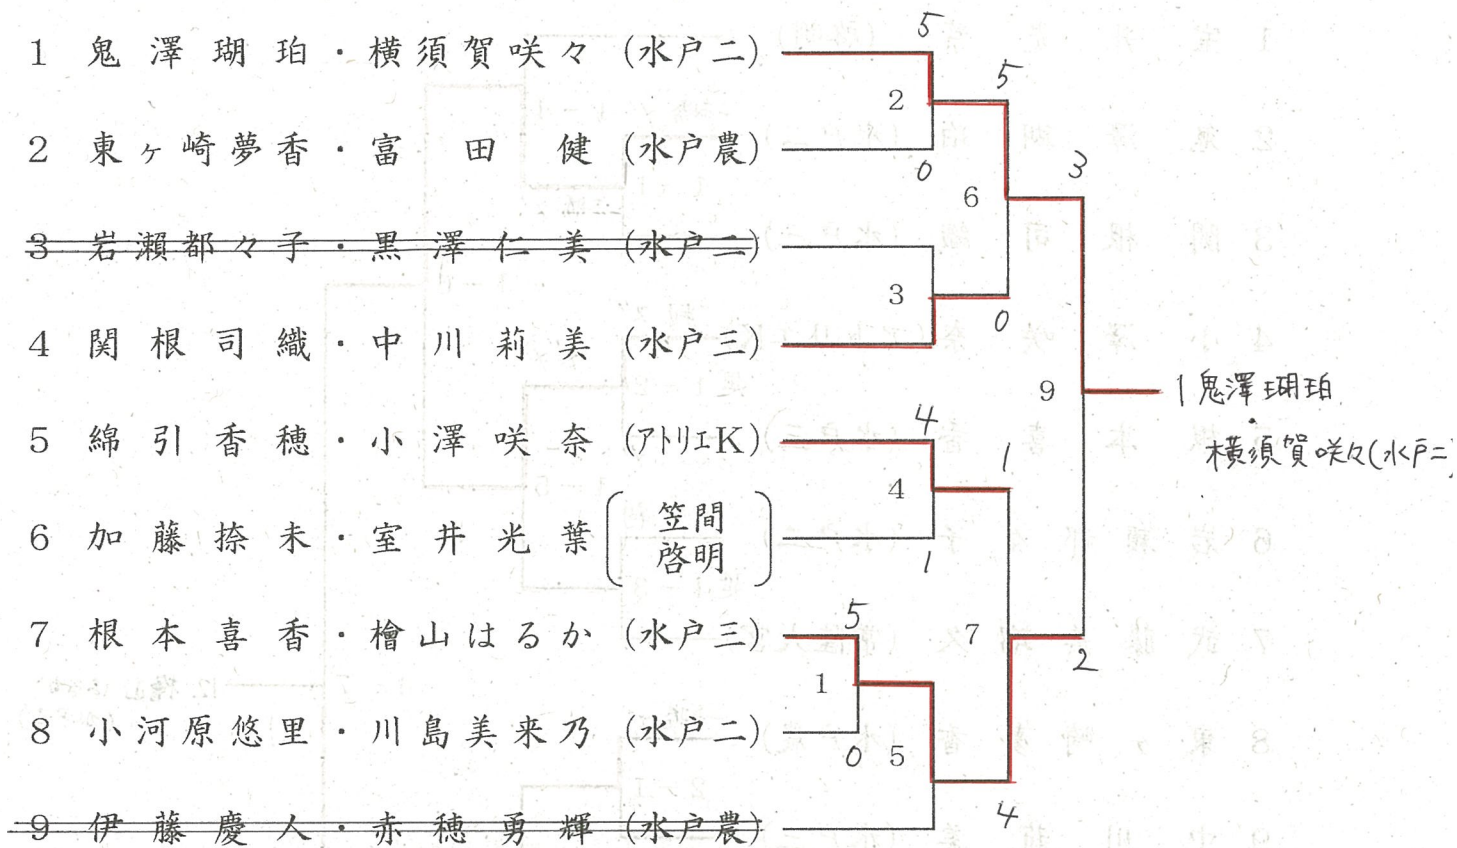 1 鬼澤瑚珀・横須賀咲々(水戸二)
2 東ヶ崎夢香・富田健(水戸農)
3 岩瀬都々子・黒澤仁美(水戸二)
4 関根司織・中川莉美(水戸三)
5 綿引香穂・小澤咲奈(アトリエK)
6 加藤捺未・室井光葉(笠間 啓明)
7 根本喜香・檜山はるか(水戸三)
8 小河原悠里・川島美来乃(水戸二)
9 伊藤慶人・赤穂勇輝(水戸農)
5
2
0
5
6
3
0
3
9
4
4
1
1
5
1
0
5
7
4
2
1 鬼澤瑚珀
・
横須賀咲々(水戸二)